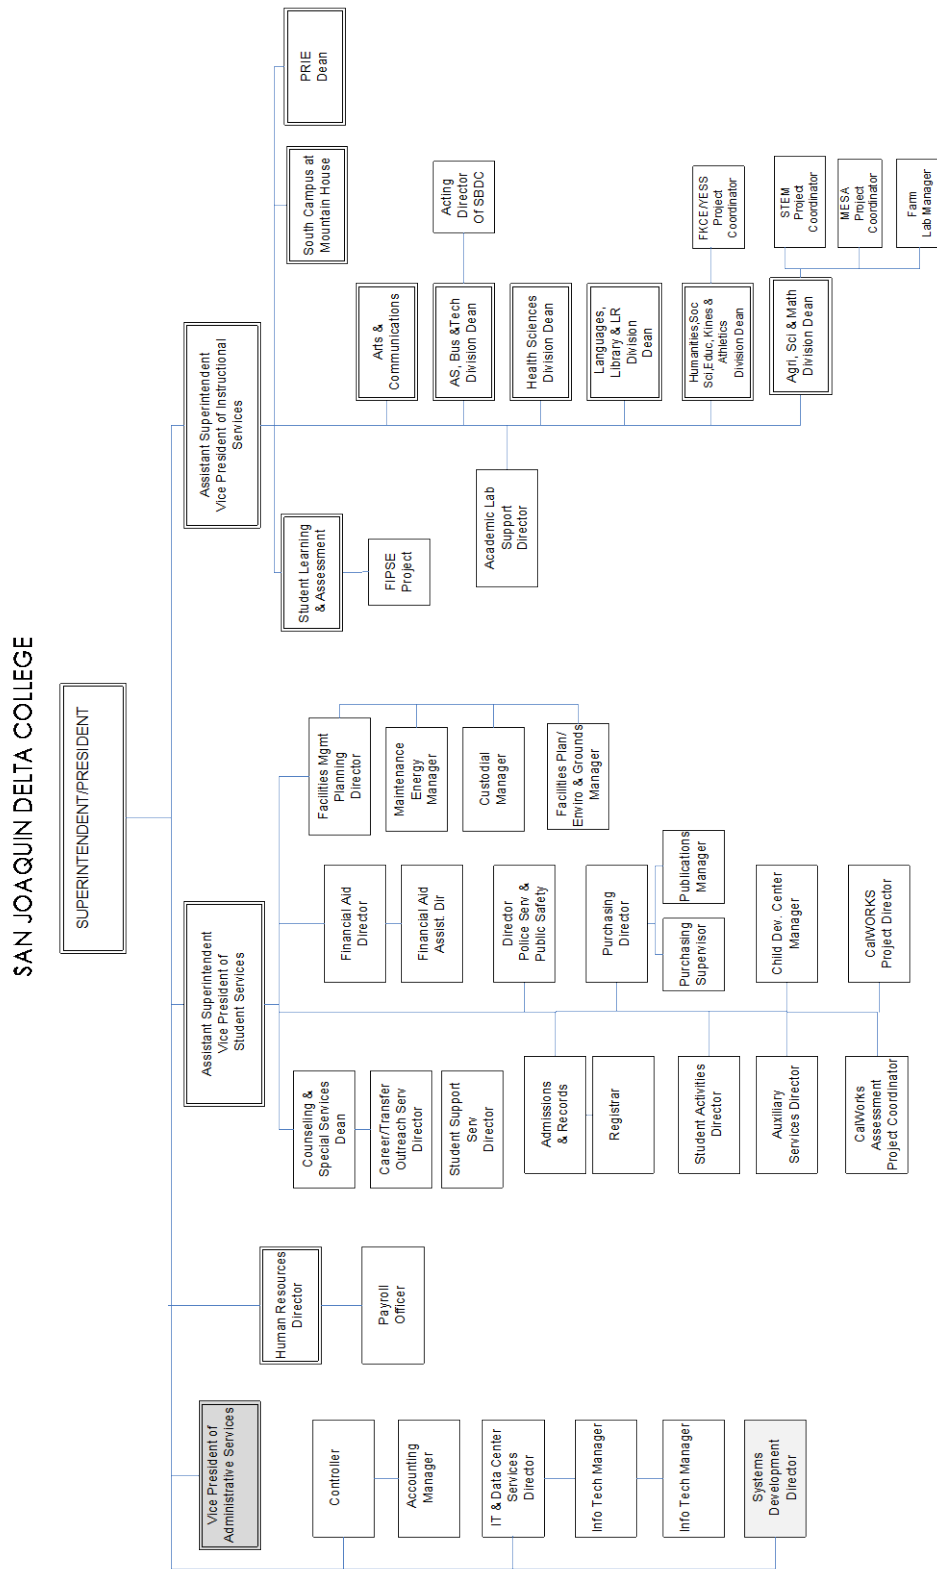 SAN JOAQUIN DELTA COLLEGE
SUPERINTENDENT/PRESIDENT
Vice President of
Administrative Services
Controller
Accounting
Manager
IT & Data Center
Services
Director
Info Tech Manager
Info Tech Manager
Systems
Development
Director
Human Resources
Director
Payroll
Officer
Assistant Superintendent
Vice President of
Student Services
Counseling &
Special Services
Dean
Career/Transfer
Outreach Serv
Director
Student Support
Serv
Director
Admissions
& Records
Registrar
Student Activities
Director
Auxiliary
Services Director
CalWorks
Assessment
Project Coordinator
Financial Aid
Director
Financial Aid
Assist. Dir
Director
Police Serv &
Public Safety
Purchasing
Director
Purchasing
Supervisor
Publications
Manager
Child Dev. Center
Manager
CalWORKS
Project Director
Facilities Mgmt
Planning
Director
Maintenance
Energy
Manager
Custodial
Manager
Facilities Plan/
Enviro & Grounds
Manager
Assistant Superintendent
Vice President of Instructional
Services
Student Learning
& Assessment
FIPSE
Project
Academic Lab
Support
Director
South Campus at
Mountain House
PRIE
Dean
Arts &
Communications
AS, Bus &Tech
Division Dean
Acting
Director
Of SBDC
Health Sciences
Division Dean
Languages,
Library & LR
Division
Dean
Humanities,Soc
Sci,Educ, Kines &
Athletics
Division Dean
FKCE/YESS
Project
Coordinator
Agri, Sci & Math
Division Dean
STEM
Project
Coordinator
MESA
Project
Coordinator
Farm
Lab Manager